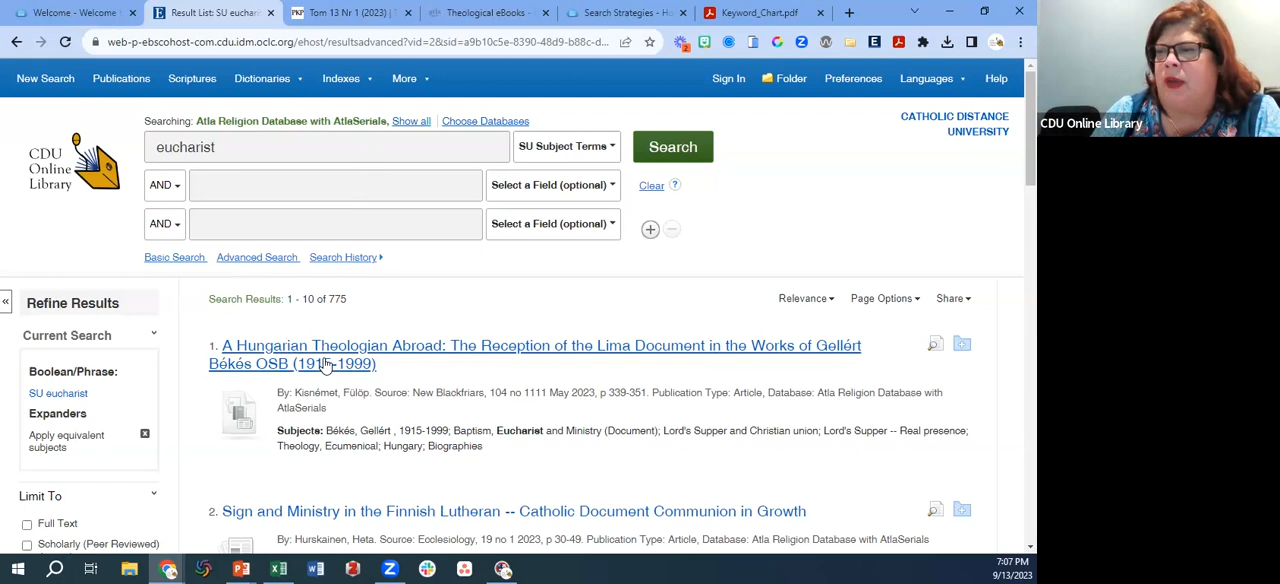 Welcome - Welcome
Result List: SU euchari
Tom 13 Nr 1 (2023) | T
Theological eBooks -
Search Strategies - Ho
Keyword_Chart.pdf
web-p-ebscohost-com.cdu.idm.oclc.org/ehost/resultsadvanced?vid=2&sid=a9b10c5e-8390-48d9-b88c-d...
New Search Publications Scriptures Dictionaries Indexes More Sign In Folder Preferences Languages Help
CDU Online Library
Searching: Atla Religion Database with AtlaSerials, Show all Choose Databases
CATHOLIC DISTANCE
UNIVERSITY
CDU
Online
Library
eucharist SU Subject Terms Search
AND Select a Field (optional) Clear ?
AND Select a Field (optional)
Basic Search Advanced Search Search History
Refine Results
Current Search
Boolean/Phrase:
SU eucharist
Expanders
Apply equivalent
subjects
Limit To
Full Text
Scholarly (Peer Reviewed)
Search Results: 1 - 10 of 775 Relevance Page Options Share
1. A Hungarian Theologian Abroad: The Reception of the Lima Document in the Works of Gellért
Békés OSB (1915-1999)
By: Kisnémet, Fülöp. Source: New Blackfriars, 104 no 1111 May 2023, p 339-351. Publication Type: Article, Database: Atla Religion Database with
AtlaSerials
Subjects: Békés, Gellért , 1915-1999; Baptism, Eucharist and Ministry (Document); Lord's Supper and Christian union; Lord's Supper -- Real presence;
Theology, Ecumenical; Hungary; Biographies
2. Sign and Ministry in the Finnish Lutheran -- Catholic Document Communion in Growth
By: Hurskainen, Heta. Source: Ecclesiology, 19 no 1 2023, p 30-49. Publication Type: Article, Database: Atla Religion Database with AtlaSerials
7:07 PM
9/13/2023